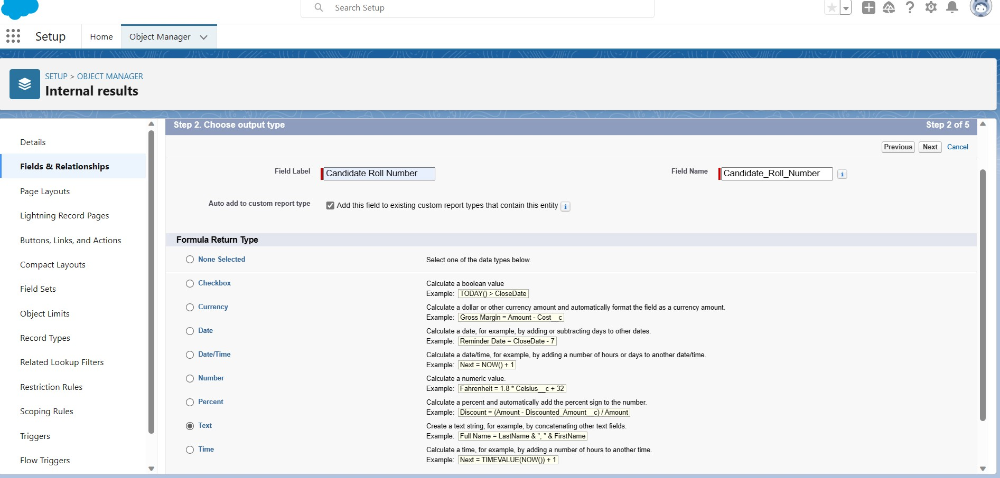 Search Setup
Setup
Home
Object Manager
SETUP > OBJECT MANAGER
Internal results
Details
Fields & Relationships
Page Layouts
Lightning Record Pages
Buttons, Links, and Actions
Compact Layouts
Field Sets
Object Limits
Record Types
Related Lookup Filters
Restriction Rules
Scoping Rules
Triggers
Flow Triggers
Step 2. Choose output type
Step 2 of 5
Previous Next Cancel
Field Label Candidate Roll Number
Field Name Candidate_Roll_Number i
Auto add to custom report type Add this field to existing custom report types that contain this entity i
Formula Return Type
None Selected Select one of the data types below.
Checkbox Calculate a boolean value
Example: TODAY() > CloseDate
Currency Calculate a dollar or other currency amount and automatically format the field as a currency amount.
Example: Gross Margin = Amount - Cost__c
Date Calculate a date, for example, by adding or subtracting days to other dates.
Example: Reminder Date = CloseDate - 7
Date/Time Calculate a date/time, for example, by adding a number of hours or days to another date/time.
Example: Next = NOW() + 1
Number Calculate a numeric value.
Example: Fahrenheit = 1.8 * Celsius__c + 32
Percent Calculate a percent and automatically add the percent sign to the number.
Example: Discount = (Amount - Discounted_Amount__c) / Amount
Text Create a text string, for example, by concatenating other text fields.
Example: Full Name = LastName & ", " & FirstName
Time Calculate a time, for example, by adding a number of hours to another time.
Example: Next = TIMEVALUE(NOW()) + 1